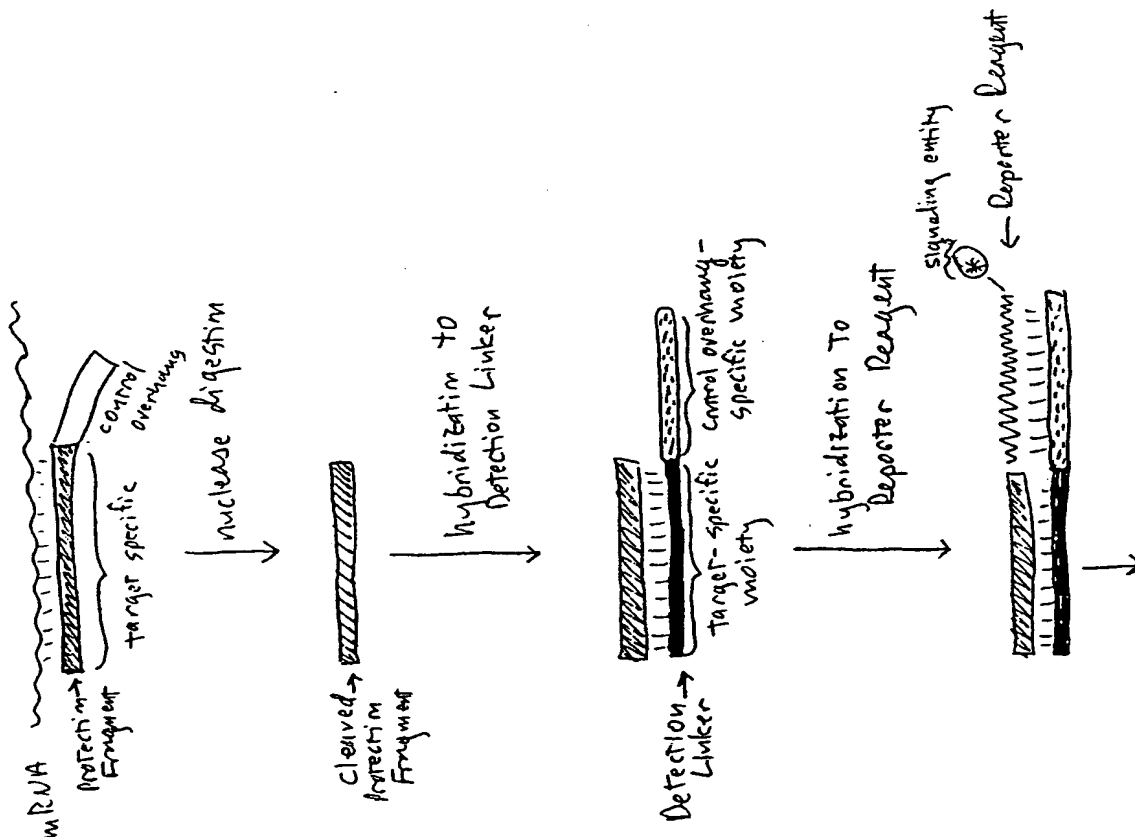 mRNA
Protection
Fragment
control
overhang
target specific
nuclease digestion
Cleaved
protection
Fragment
hybridization to
Detection Linker
Detection
Linker
target-specific
moiety
control overhang-
specific moiety
hybridization To
Reporter Reagent
signaling entity
*
Reporter Reagent